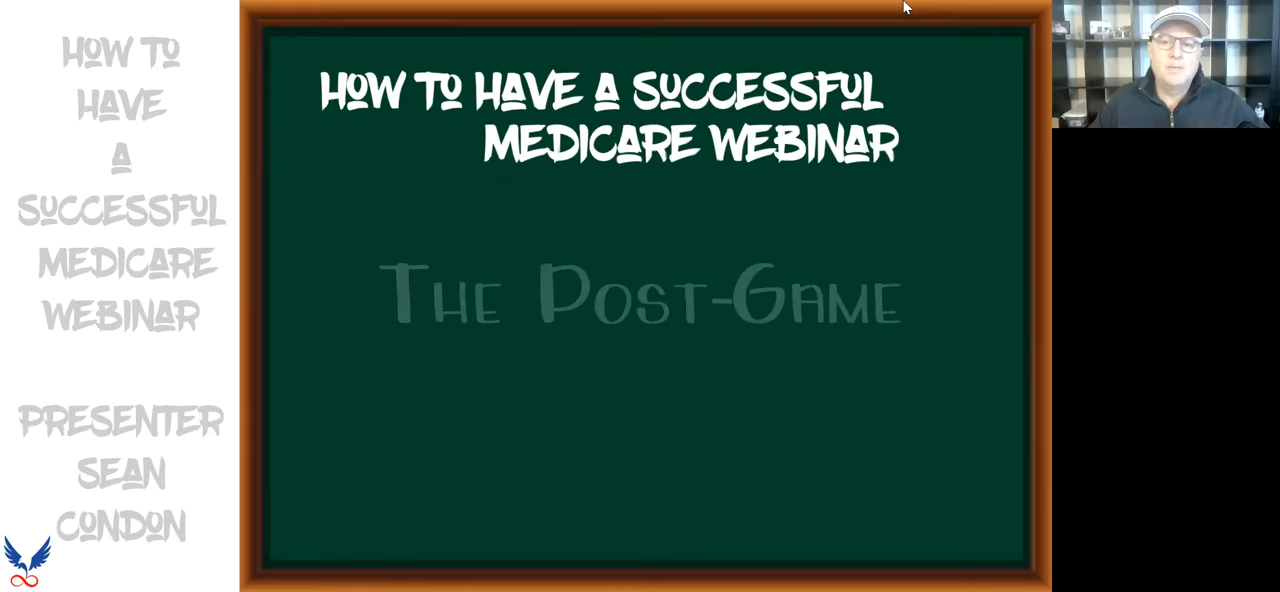 HOW TO
HAVE
A
SUCCESSFUL
MEDICARE
WEBINAR
PRESENTER
SEAN
CONDON
HOW TO HAVE A SUCCESSFUL
MEDICARE WEBINAR
THE POST-GAME